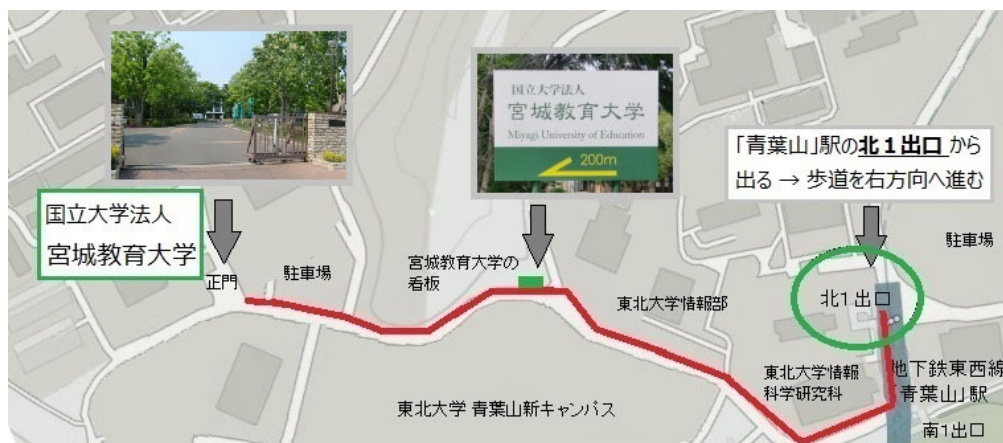 国立大学法人
宮城教育大学
Miyagi University of Education
200m
「青葉山」駅の北1出口 から
出る → 歩道を右方向へ進む
国立大学法人
宮城教育大学
正門
駐車場
宮城教育大学の
看板
東北大学情報部
駐車場
北1出口
東北大学情報
科学研究科
地下鉄東西線
青葉山」駅
東北大学 青葉山新キャンバス
南1出口